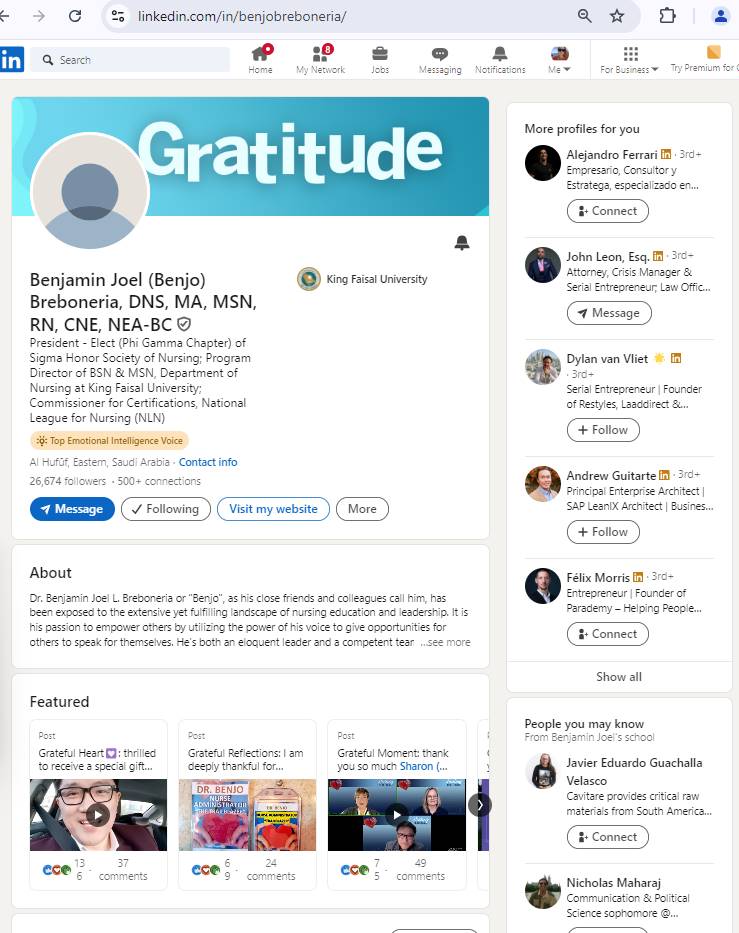 linkedin.com/in/benjobreboneria/
in
Search
Home
8
My Network
Jobs
Messaging
Notifications
Me
For Business
Try Premium for
Gratitude
Benjamin Joel (Benjo)
Breboneria, DNS, MA, MSN,
RN, CNE, NEA-BC
King Faisal University
President - Elect (Phi Gamma Chapter) of
Sigma Honor Society of Nursing; Program
Director of BSN & MSN, Department of
Nursing at King Faisal University;
Commissioner for Certifications, National
League for Nursing (NLN)
Top Emotional Intelligence Voice
Al Hufūf, Eastern, Saudi Arabia · Contact info
26,674 followers · 500+ connections
Message
Following
Visit my website
More
About
Dr. Benjamin Joel L. Breboneria or "Benjo", as his close friends and colleagues call him, has
been exposed to the extensive yet fulfilling landscape of nursing education and leadership. It is
his passion to empower others by utilizing the power of his voice to give opportunities for
others to speak for themselves. He's both an eloquent leader and a competent tear ...see more
Featured
Post
Grateful Heart💟: thrilled
to receive a special gift...
13
6 · 37
comments
Post
Grateful Reflections: I am
deeply thankful for...
DR. BENJO
NURSE
ADMINISTRATOR
DR. BENJO
NURSE ADMINISTRATOR
6
9 · 24
comments
Post
Grateful Moment: thank
you so much Sharon (...
7
5 · 49
comments
More profiles for you
Alejandro Ferrari in · 3rd+
Empresario, Consultor y
Estratega, especializado en...
Connect
John Leon, Esq. in · 3rd+
Attorney, Crisis Manager &
Serial Entrepreneur; Law Offic...
Message
Dylan van Vliet 🌟 in
· 3rd+
Serial Entrepreneur | Founder
of Restyles, Laaddirect &...
+ Follow
Andrew Guitarte in · 3rd+
Principal Enterprise Architect |
SAP LeanIX Architect | Busines...
+ Follow
Félix Morris in · 3rd+
Entrepreneur | Founder of
Parademy – Helping People...
Connect
Show all
People you may know
From Benjamin Joel's school
Javier Eduardo Guachalla
Velasco
Cavitare provides critical raw
materials from South America...
Connect
Nicholas Maharaj
Communication & Political
Science sophomore @...